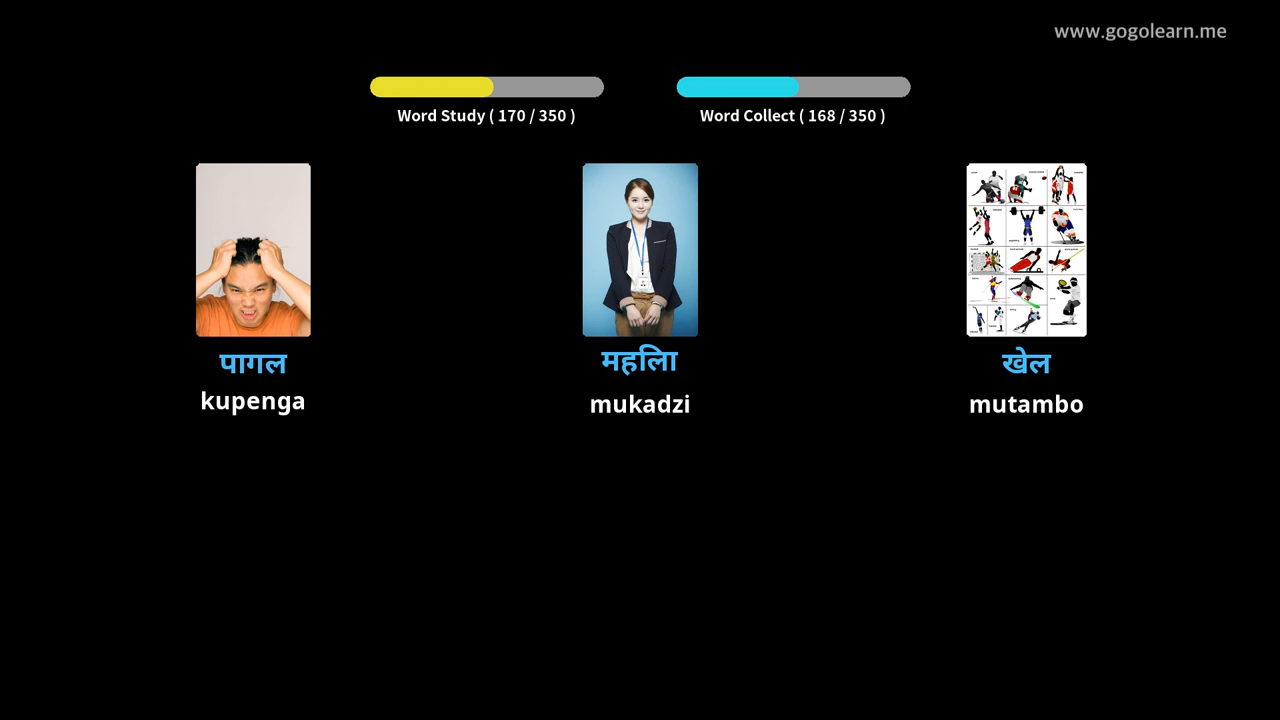 www.gogolearn.me
Word Study ( 170 / 350 )
Word Collect ( 168 / 350 )
पागल
महिला
खेल
kupenga
mukadzi
mutambo